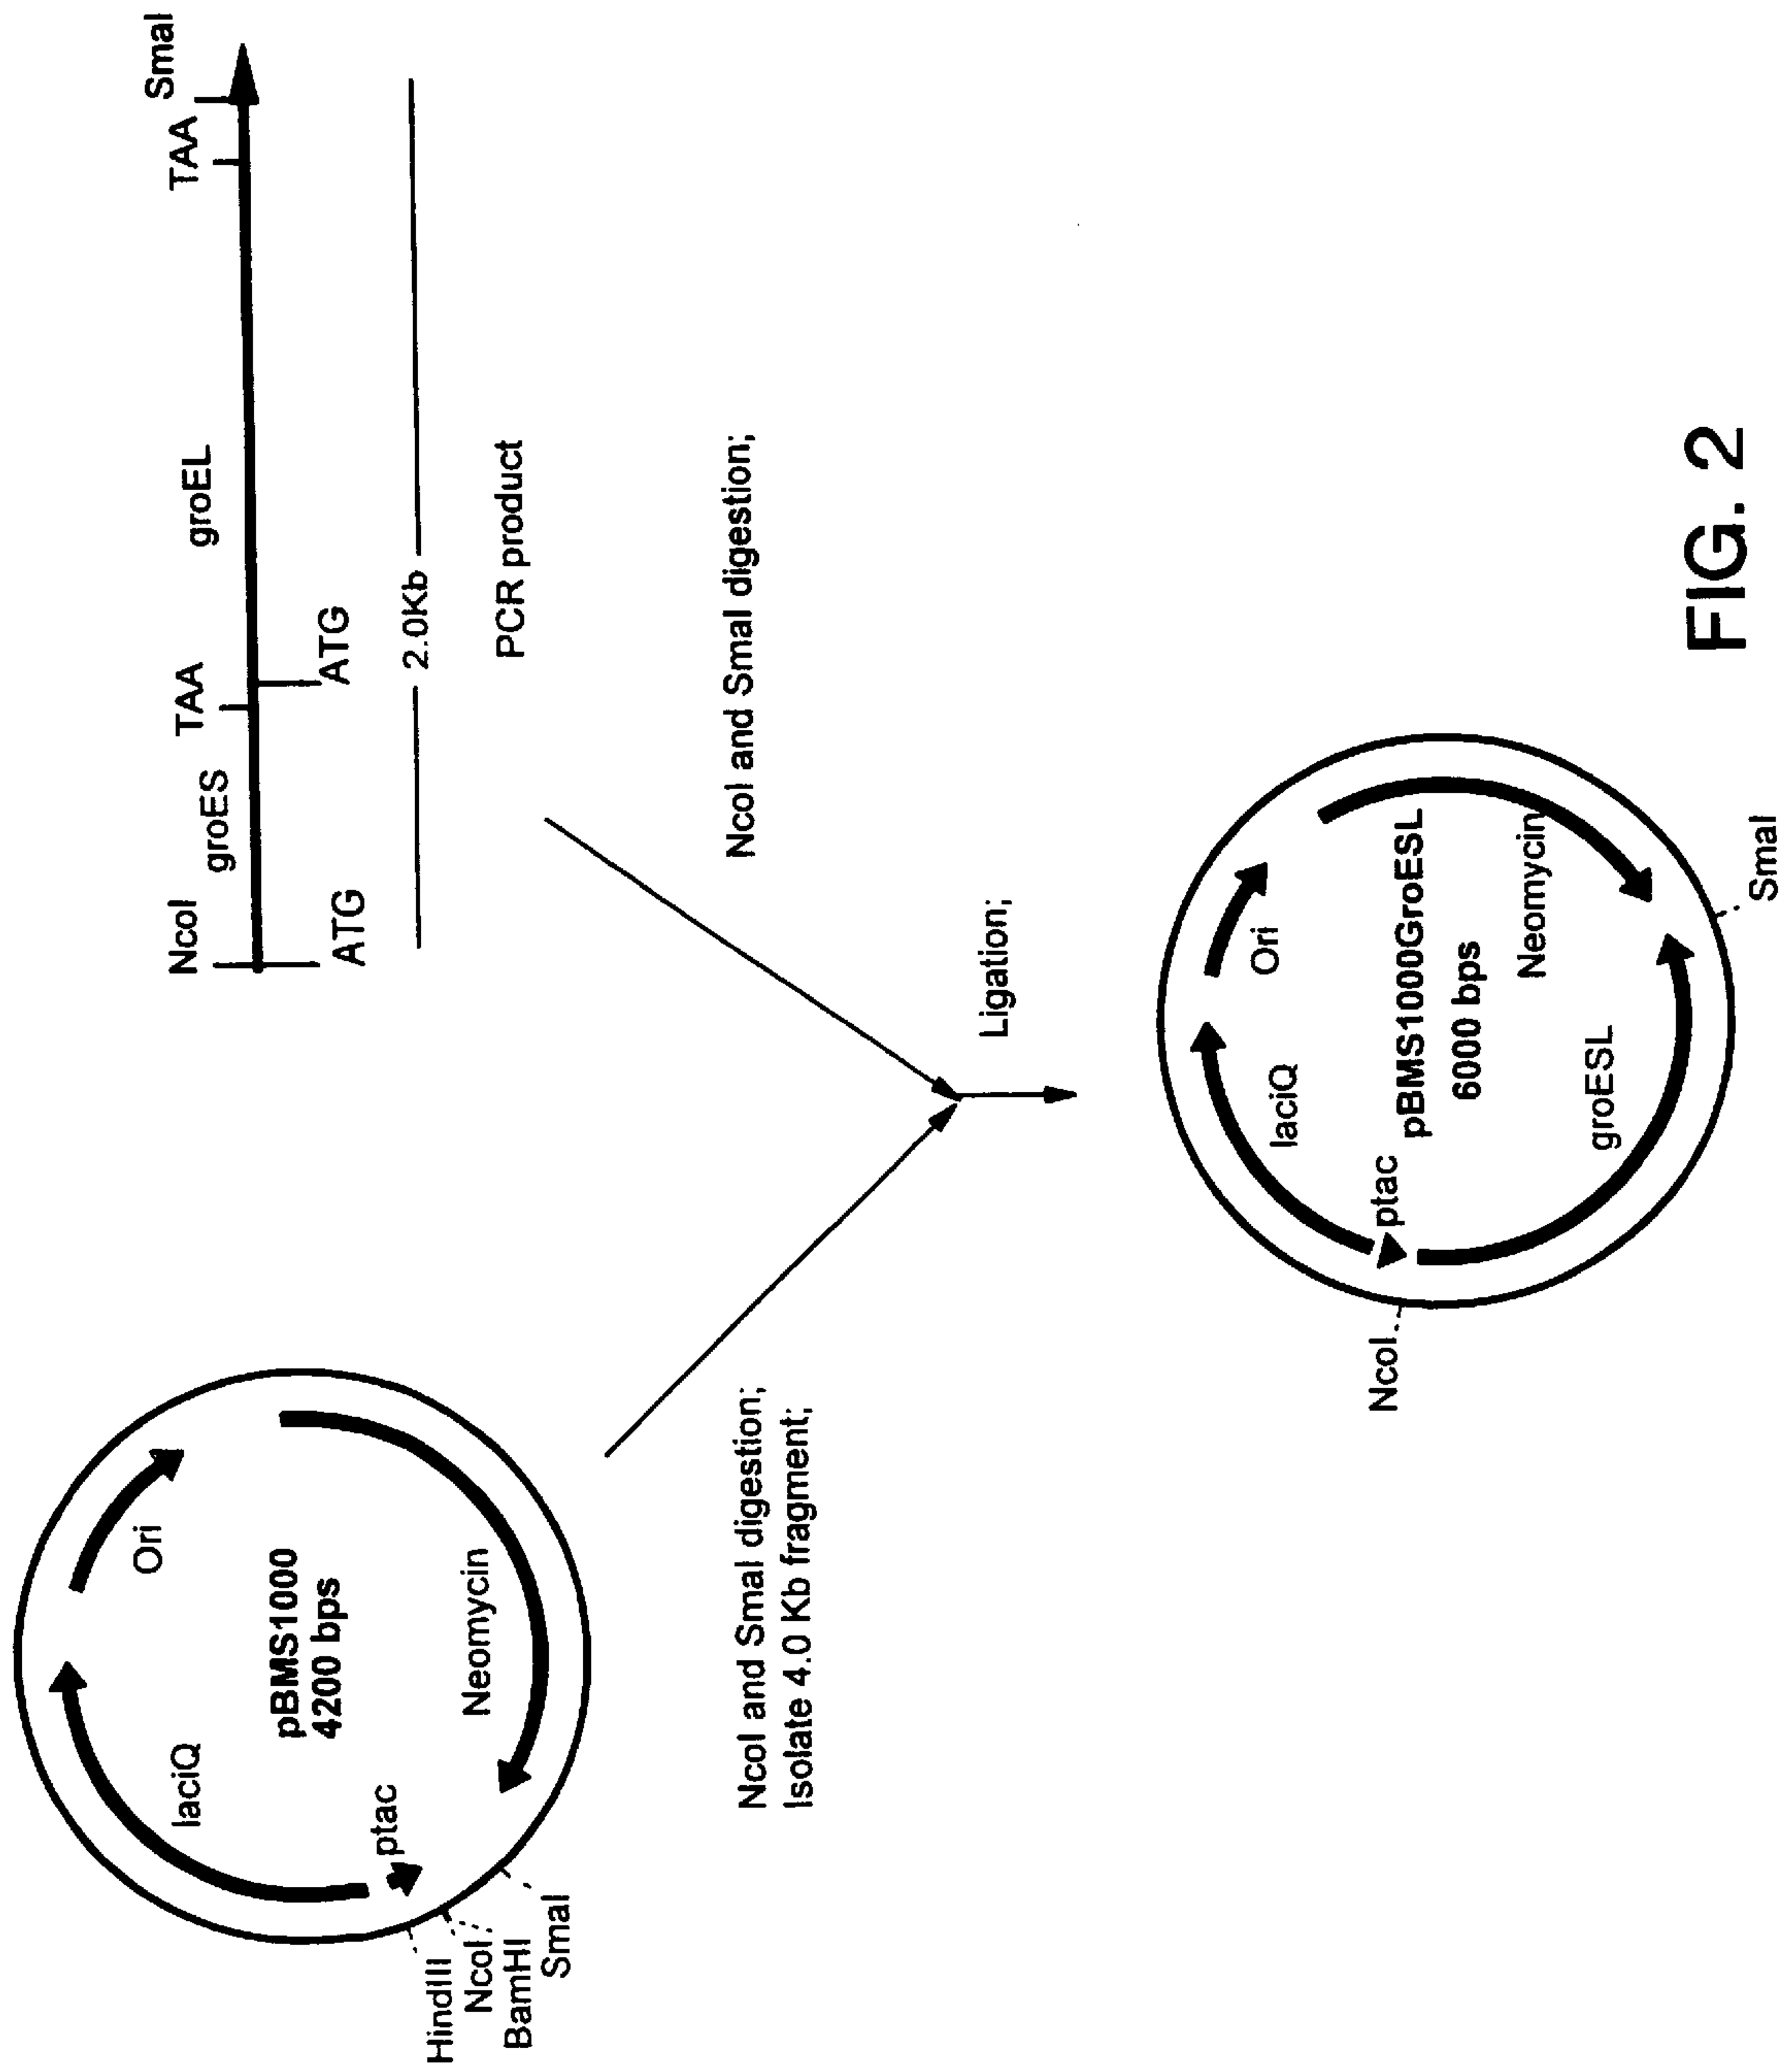 NcoI
groES
TAA
groEL
TAA
SmaI
ATG
ATG
2.0Kb
PCR product
Ori
laciQ
pBMS1000
4200 bps
ptac
Neomycin
HindIII
NcoI
BamHI
SmaI
NcoI and SmaI digestion;
Isolate 4.0 Kb fragment;
NcoI and SmaI digestion;
Ligation;
Ori
laciQ
NcoI
ptac
pBMS1000GroESL
6000 bps
Neomycin
groESL
SmaI
FIG. 2